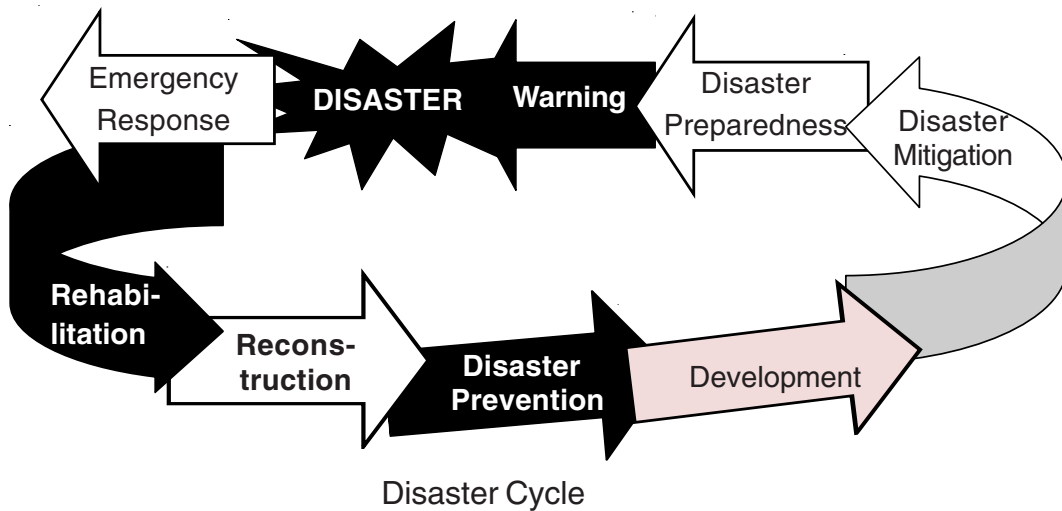 Emergency
Response
DISASTER
Warning
Disaster
Preparedness
Disaster
Mitigation
Rehabi-
litation
Recons-
truction
Disaster
Prevention
Development
Disaster Cycle